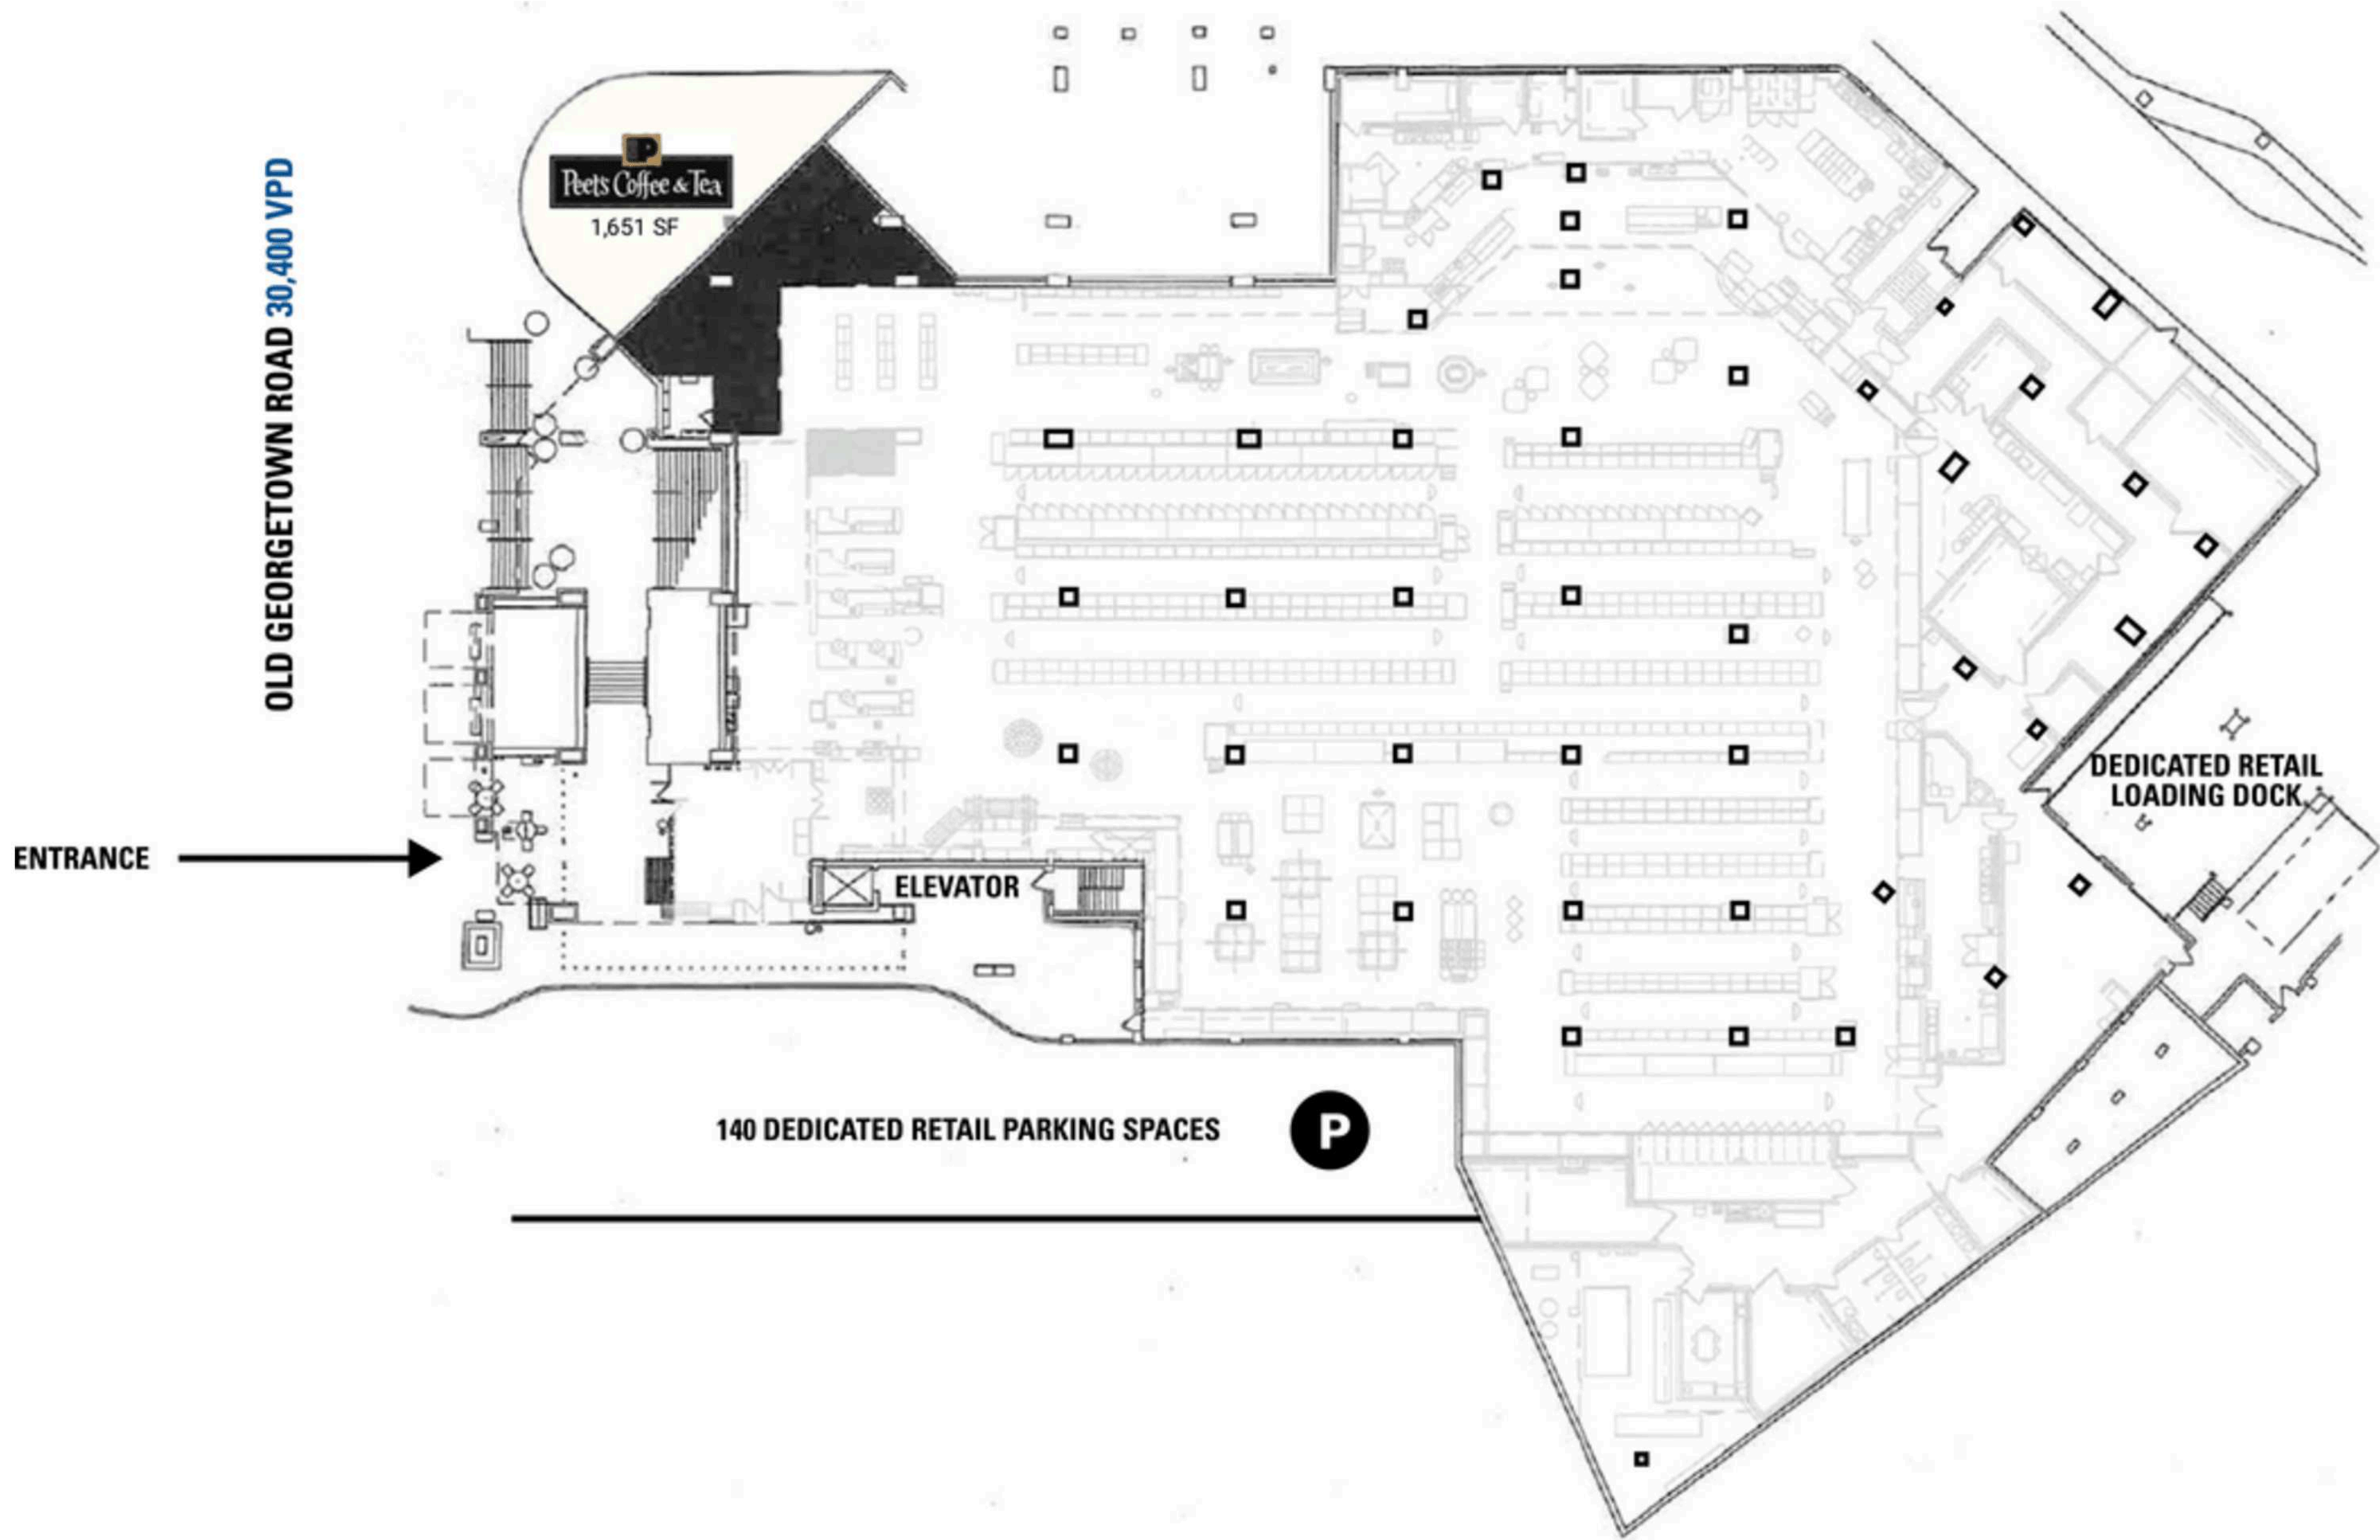 OLD GEORGETOWN ROAD 30,400 VPD
Peet's Coffee & Tea
1,651 SF
ENTRANCE
ELEVATOR
DEDICATED RETAIL
LOADING DOCK
140 DEDICATED RETAIL PARKING SPACES
P